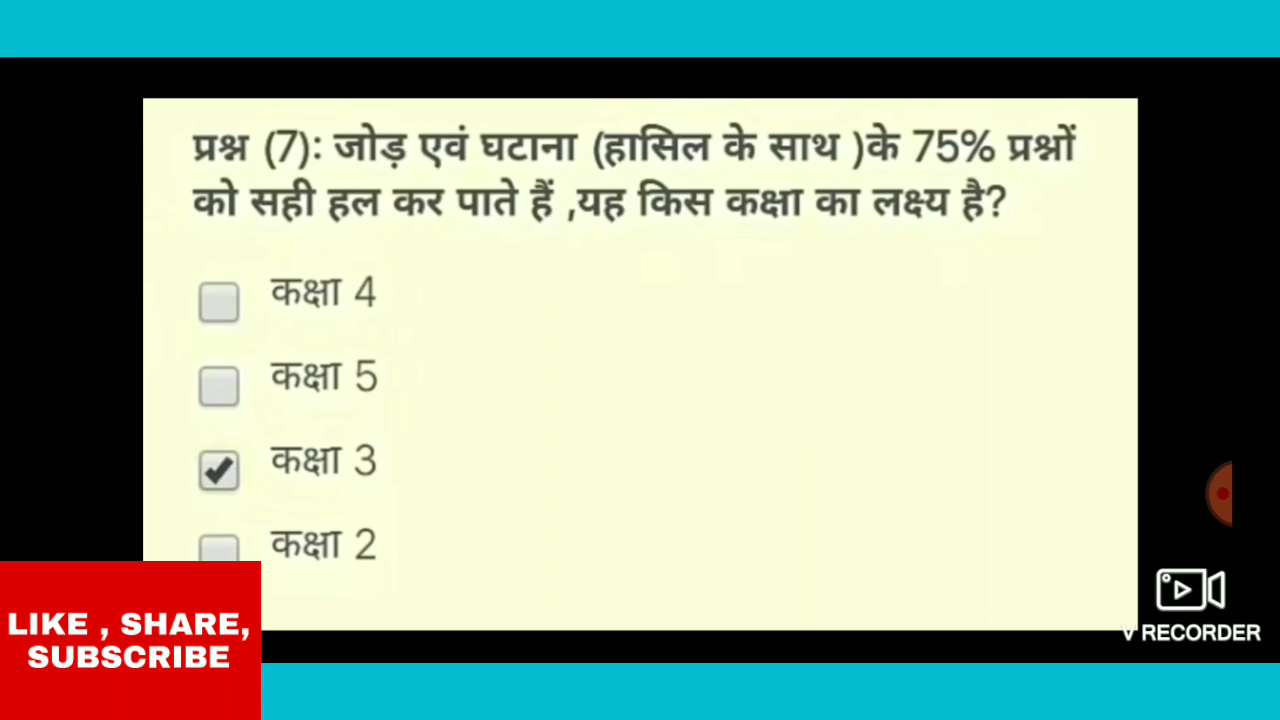 प्रश्न (7): जोड़ एवं घटाना (हासिल के साथ )के 75% प्रश्नों
को सही हल कर पाते हैं ,यह किस कक्षा का लक्ष्य है?
कक्षा 4
कक्षा 5
कक्षा 3
कक्षा 2
LIKE , SHARE,
SUBSCRIBE
V RECORDER